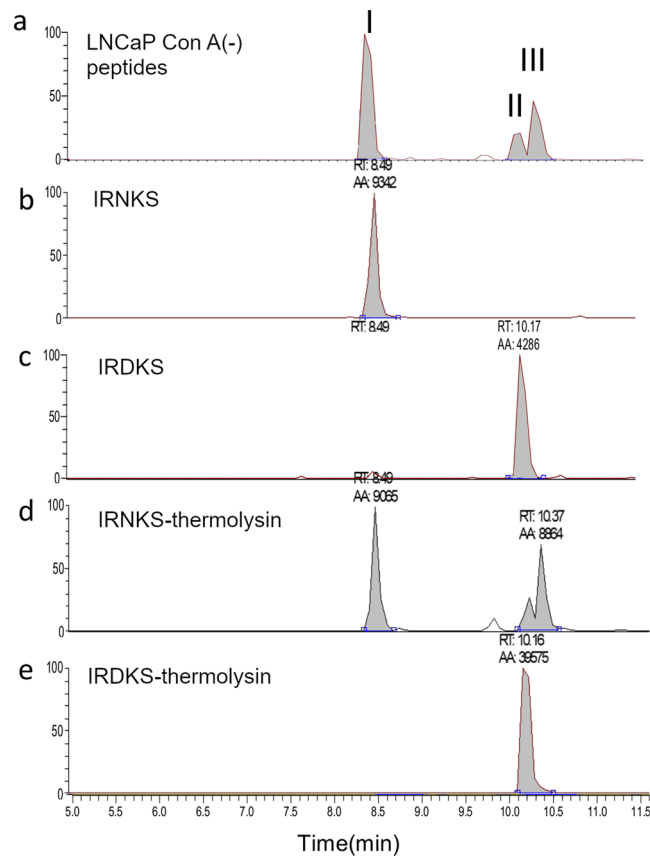 a
LNCaP Con A(-)
peptides
I
II
III
100
50
0
RT: 8.49
AA: 9342
b
IRNKS
100
50
0
RT: 8.49
RT: 10.17
AA: 4286
c
IRDKS
100
50
0
RT: 8.49
AA: 9065
d
IRNKS-thermolysin
RT: 10.37
AA: 8864
100
50
0
RT: 10.16
AA: 39575
e
IRDKS-thermolysin
100
50
0
5.0 5.5 6.0 6.5 7.0 7.5 8.0 8.5 9.0 9.5 10.0 10.5 11.0 11.5
Time(min)